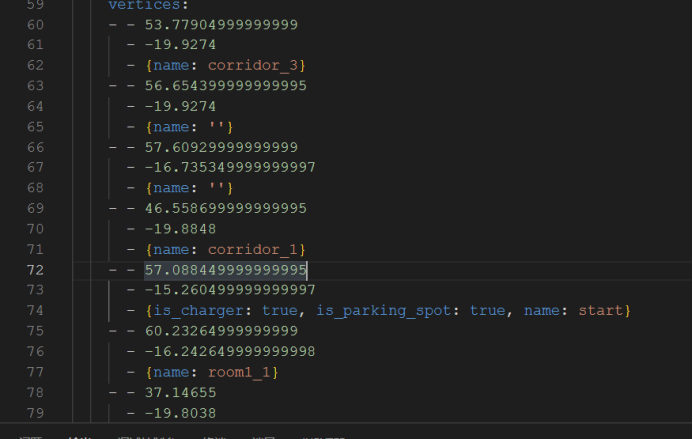 59 vertices:
60 - - 53.77904999999999
61 - -19.9274
62 - {name: corridor_3}
63 - - 56.654399999999995
64 - -19.9274
65 - {name: ''}
66 - - 57.60929999999999
67 - -16.735349999999997
68 - {name: ''}
69 - - 46.558699999999995
70 - -19.8848
71 - {name: corridor_1}
72 - - 57.088449999999995
73 - -15.260499999999997
74 - {is_charger: true, is_parking_spot: true, name: start}
75 - - 60.23264999999999
76 - -16.242649999999998
77 - {name: room1_1}
78 - - 37.14655
79 - -19.8038